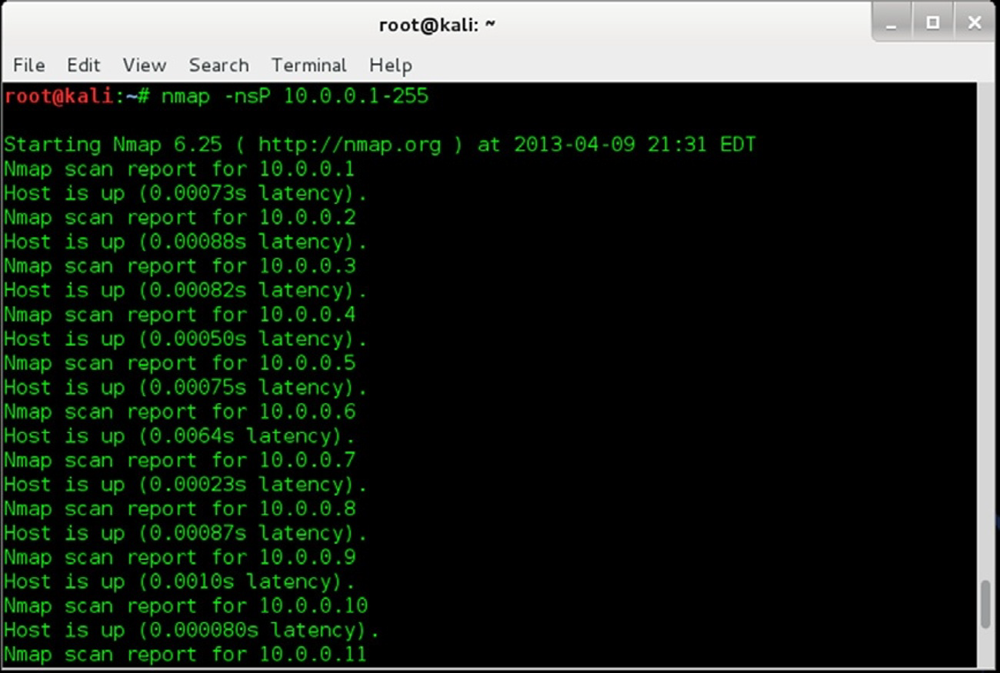 root@kali: ~
File Edit View Search Terminal Help
root@kali:~# nmap -nsP 10.0.0.1-255
Starting Nmap 6.25 ( http://nmap.org ) at 2013-04-09 21:31 EDT
Nmap scan report for 10.0.0.1
Host is up (0.00073s latency).
Nmap scan report for 10.0.0.2
Host is up (0.00088s latency).
Nmap scan report for 10.0.0.3
Host is up (0.00082s latency).
Nmap scan report for 10.0.0.4
Host is up (0.00050s latency).
Nmap scan report for 10.0.0.5
Host is up (0.00075s latency).
Nmap scan report for 10.0.0.6
Host is up (0.0064s latency).
Nmap scan report for 10.0.0.7
Host is up (0.00023s latency).
Nmap scan report for 10.0.0.8
Host is up (0.00087s latency).
Nmap scan report for 10.0.0.9
Host is up (0.0010s latency).
Nmap scan report for 10.0.0.10
Host is up (0.000080s latency).
Nmap scan report for 10.0.0.11